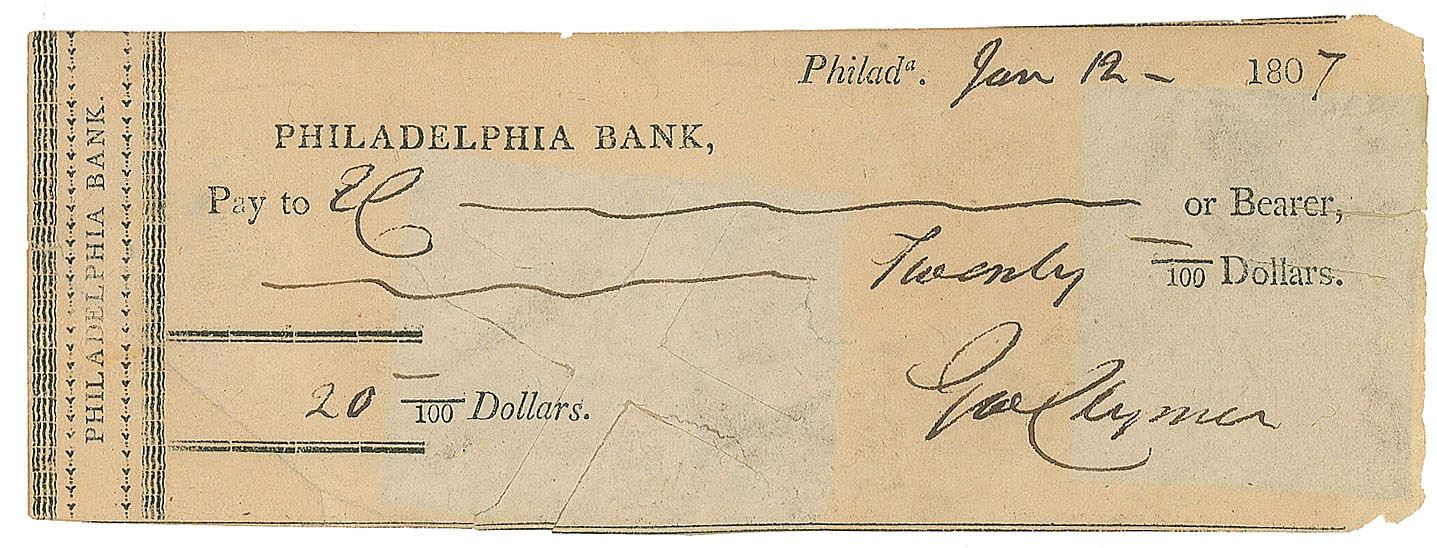 PHILADELPHIA BANK.
Philadᵃ. Jan 12 - 1807
PHILADELPHIA BANK,
Pay to or Bearer,
Twenty —/100 Dollars.
20 —/100 Dollars.
Geo Clymer